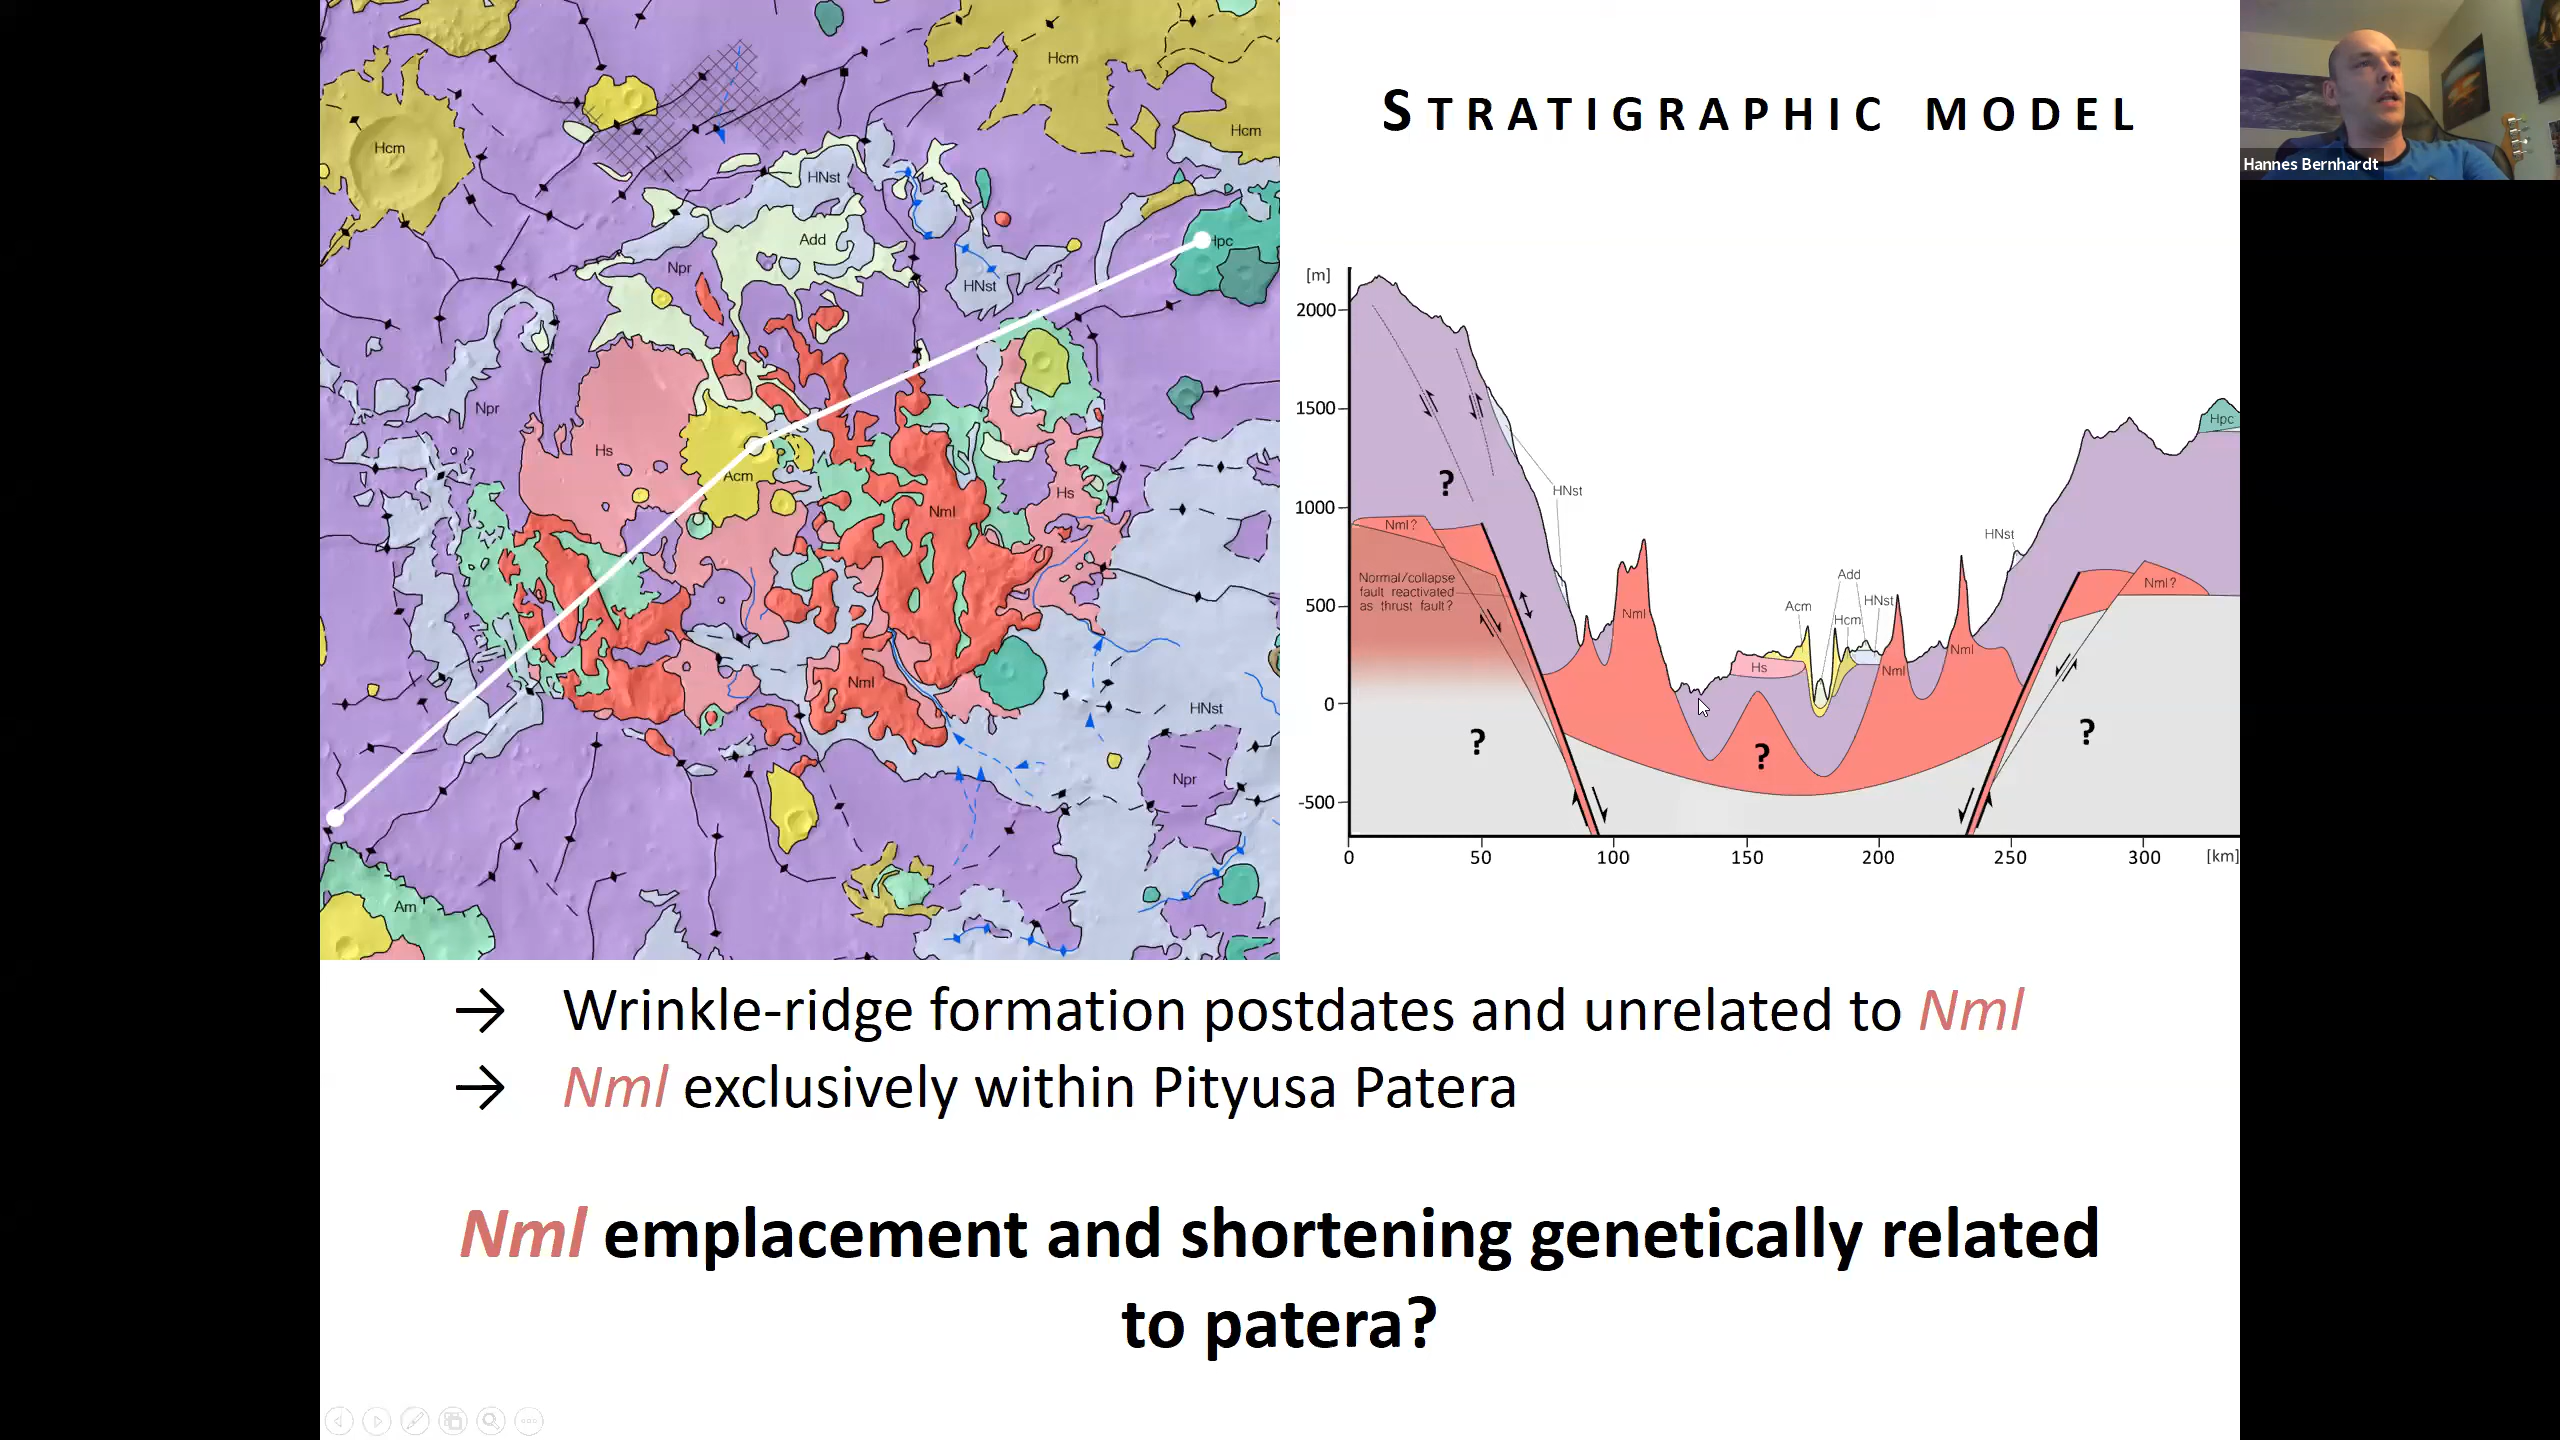 Hcm
Hcm
Hcm
HNst
Add
Npr
HNst
Hpc
Npr
Hs
Acm
Nml
Hs
Nml
HNst
Npr
Am
STRATIGRAPHIC MODEL
[m]
2000
1500
1000
500
0
-500
0 50 100 150 200 250 300 [km]
Hpc
?
HNst
HNst
Nml?
Normal/collapse
fault reactivated
as thrust fault?
Nml
Add
Acm
HNst
Hcm
Hs
Nml
Nml
Nml?
?
?
?
→ Wrinkle-ridge formation postdates and unrelated to Nml
→ Nml exclusively within Pityusa Patera
Nml emplacement and shortening genetically related
to patera?
Hannes Bernhardt